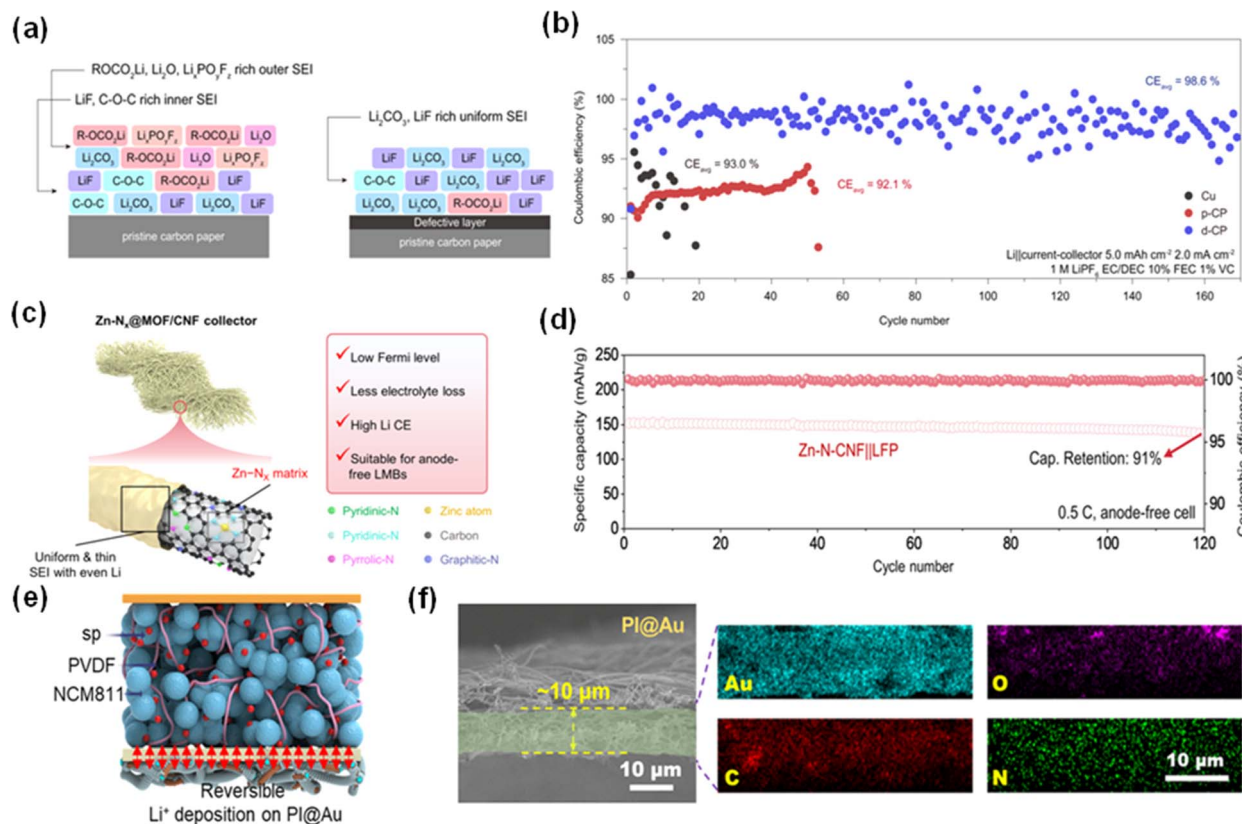 (a)
ROCO₂Li, Li₂O, LiₓPOᵧF_z rich outer SEI
LiF, C-O-C rich inner SEI
R-OCO₂Li LiₓPOᵧF_z R-OCO₂Li Li₂O
Li₂CO₃ R-OCO₂Li Li₂O LiₓPOᵧF_z
LiF C-O-C R-OCO₂Li LiF
C-O-C Li₂CO₃ LiF Li₂CO₃ LiF
pristine carbon paper
Li₂CO₃, LiF rich uniform SEI
LiF Li₂CO₃ LiF Li₂CO₃
C-O-C LiF Li₂CO₃ LiF LiF
Li₂CO₃ Li₂CO₃ R-OCO₂Li LiF
Defective layer
pristine carbon paper
(b)
Coulombic efficiency (%)
105
100
95
90
85
CE_avg = 98.6 %
CE_avg = 93.0 %
CE_avg = 92.1 %
Cu
p-CP
d-CP
Li||current-collector 5.0 mAh cm⁻² 2.0 mA cm⁻²
1 M LiPF₆ EC/DEC 10% FEC 1% VC
0 20 40 60 80 100 120 140 160
Cycle number
(c)
Zn-Nₓ@MOF/CNF collector
Zn−Nₓ matrix
Uniform & thin
SEI with even Li
Low Fermi level
Less electrolyte loss
High Li CE
Suitable for anode-
free LMBs
Pyridinic-N Zinc atom
Pyridinic-N Carbon
Pyrrolic-N Graphitic-N
(d)
Specific capacity (mAh/g)
250
200
150
100
50
0
Zn-N-CNF||LFP
Cap. Retention: 91%
0.5 C, anode-free cell
100
95
90
Coulombic efficiency (%)
0 20 40 60 80 100 120
Cycle number
(e)
sp
PVDF
NCM811
Reversible
Li⁺ deposition on PI@Au
(f)
PI@Au
~10 μm
10 μm
Au
O
C
N
10 μm